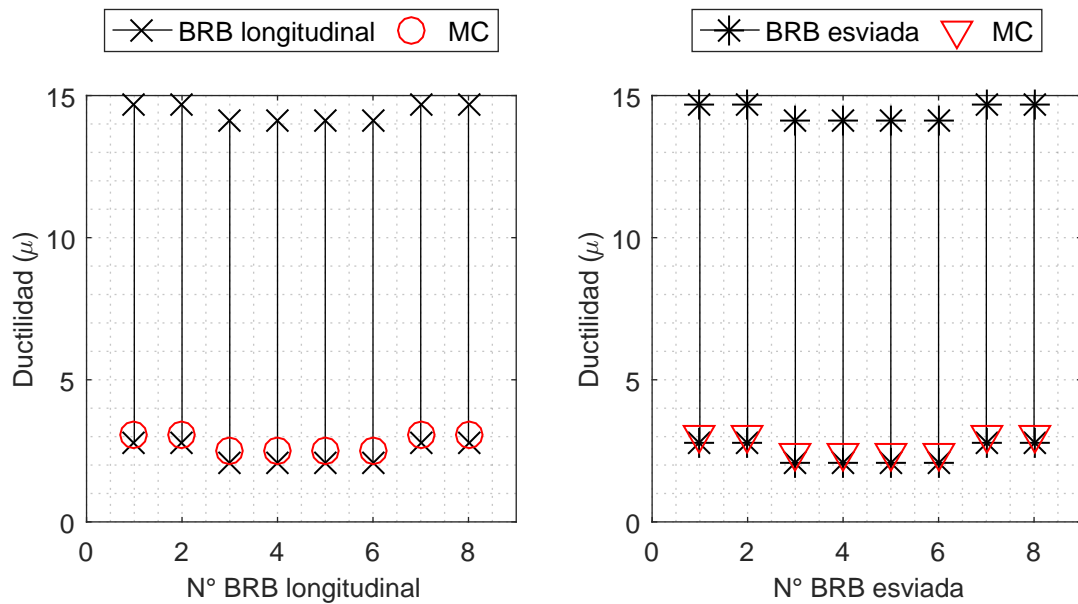 BRB longitudinal MC
15
10
5
0
0 2 4 6 8
Ductilidad (μ)
N° BRB longitudinal
BRB esviada MC
15
10
5
0
0 2 4 6 8
Ductilidad (μ)
N° BRB esviada